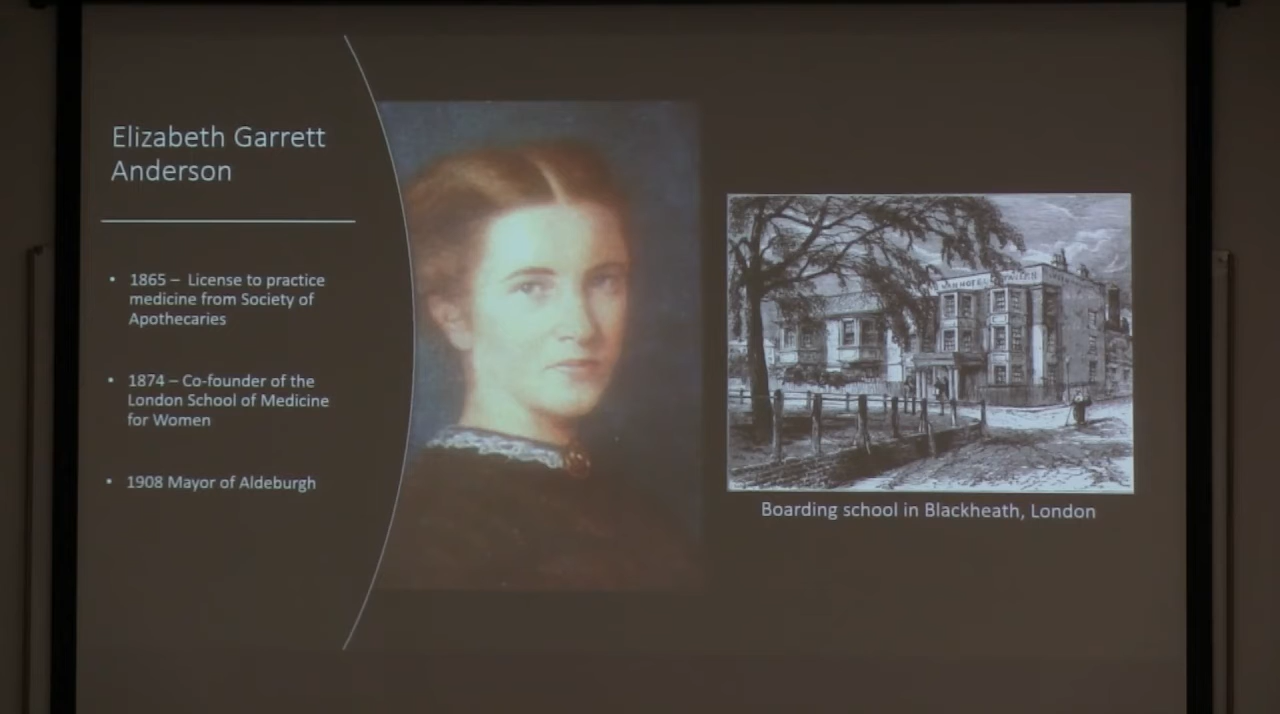 Elizabeth Garrett
Anderson
• 1865 – License to practice
medicine from Society of
Apothecaries
• 1874 – Co-founder of the
London School of Medicine
for Women
• 1908 Mayor of Aldeburgh
Boarding school in Blackheath, London